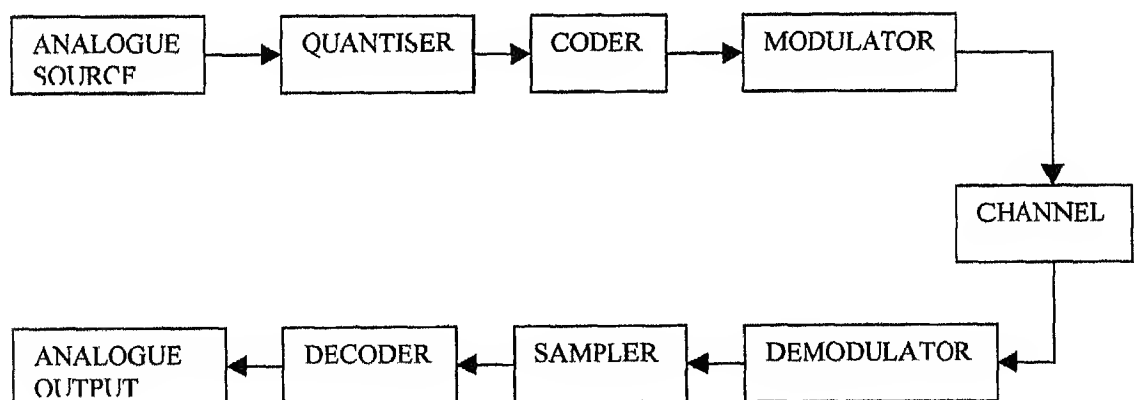 ANALOGUE
SOURCE
QUANTISER
CODER
MODULATOR
CHANNEL
DEMODULATOR
SAMPLER
DECODER
ANALOGUE
OUTPUT